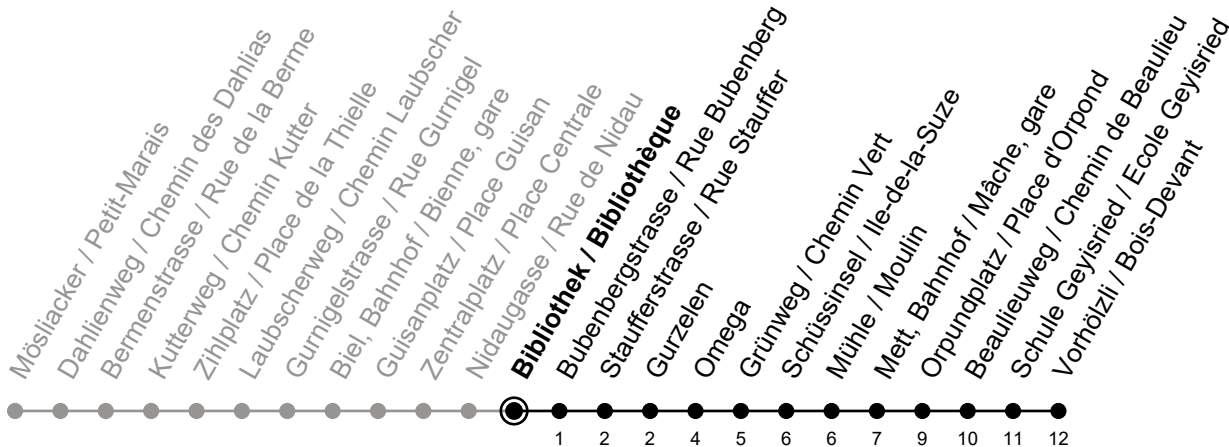 Mösliacker / Petit-Marais
Dahlienweg / Chemin des Dahlias
Bermenstrasse / Rue de la Berme
Kutterweg / Chemin Kutter
Zihlplatz / Place de la Thielle
Laubscherweg / Chemin Laubscher
Gurnigelstrasse / Rue Gurnigel
Biel, Bahnhof / Bienne, gare
Guisanplatz / Place Guisan
Zentralplatz / Place Centrale
Nidaugasse / Rue de Nidau
Bibliothek / Bibliothèque
Bubenbergstrasse / Rue Bubenberg
Staufferstrasse / Rue Stauffer
Gurzelen
Omega
Grünweg / Chemin Vert
Schüssinsel / Ile-de-la-Suze
Mühle / Moulin
Mett, Bahnhof / Mâche, gare
Orpundplatz / Place d'Orpond
Beaulieuweg / Chemin de Beaulieu
Schule Geyisried / Ecole Geyisried
Vorhölzli / Bois-Devant
1 2 2 4 5 6 6 7 9 10 11 12